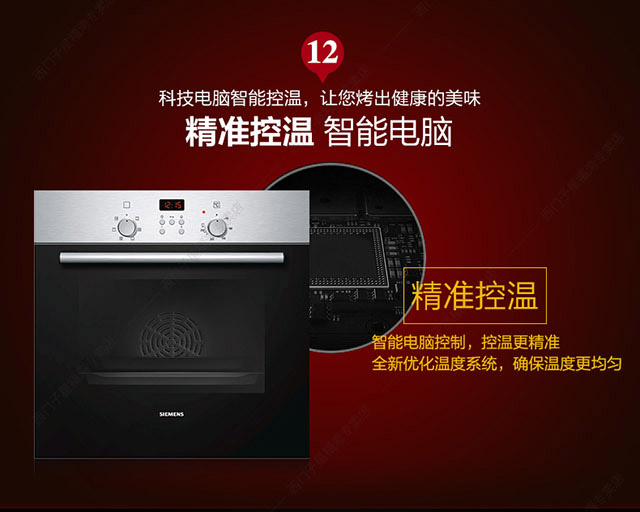 12
科技电脑智能控温，让您烤出健康的美味
精准控温 智能电脑
12:15
精准控温
智能电脑控制，控温更精准
全新优化温度系统，确保温度更均匀
SIEMENS